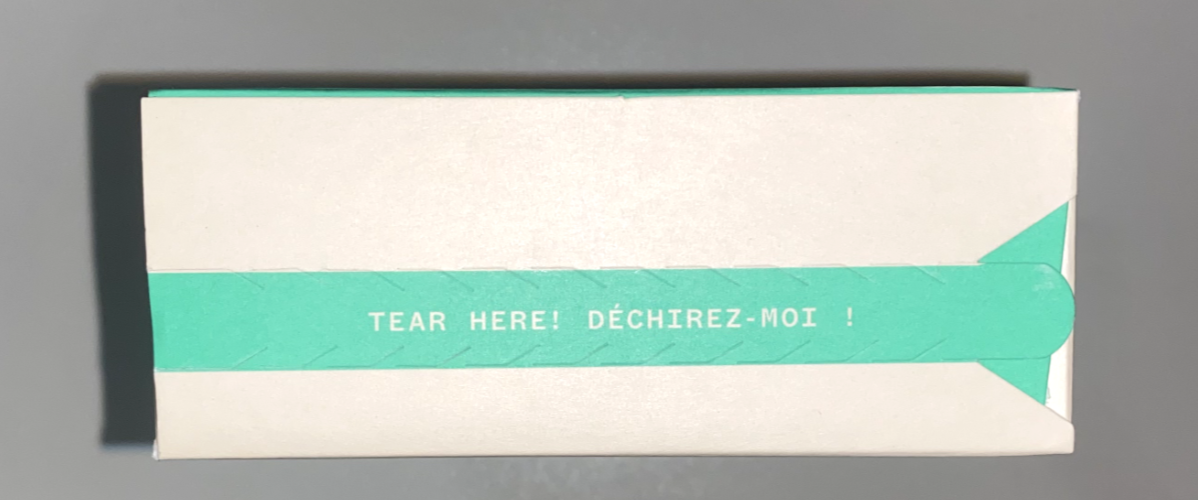 TEAR HERE! DÉCHIREZ-MOI !